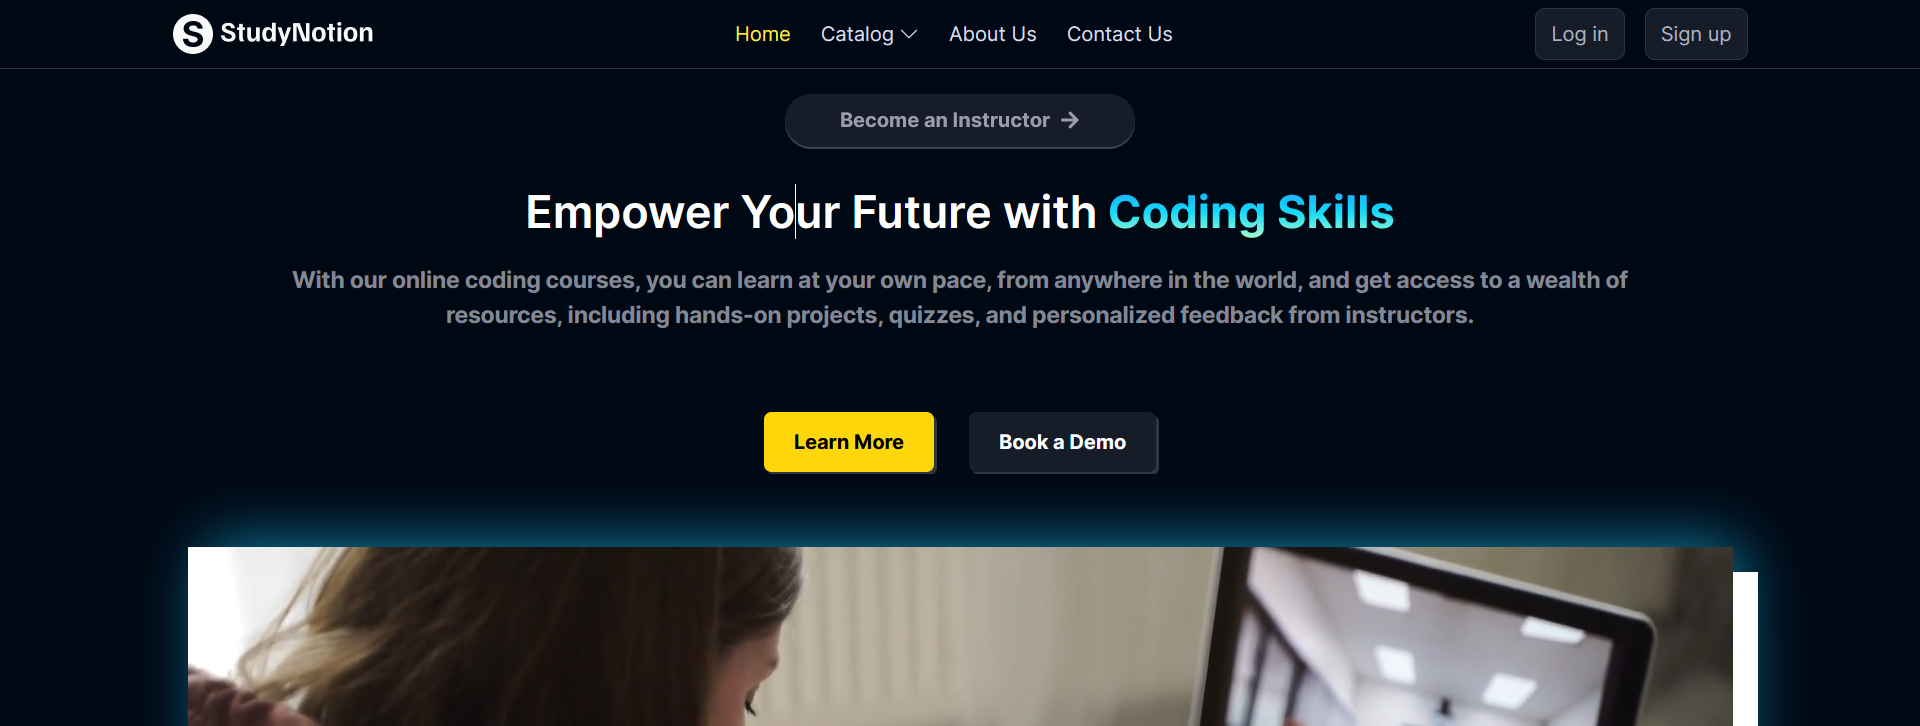 S StudyNotion
Home Catalog About Us Contact Us
Log in Sign up
Become an Instructor →
Empower Your Future with Coding Skills
With our online coding courses, you can learn at your own pace, from anywhere in the world, and get access to a wealth of
resources, including hands-on projects, quizzes, and personalized feedback from instructors.
Learn More Book a Demo